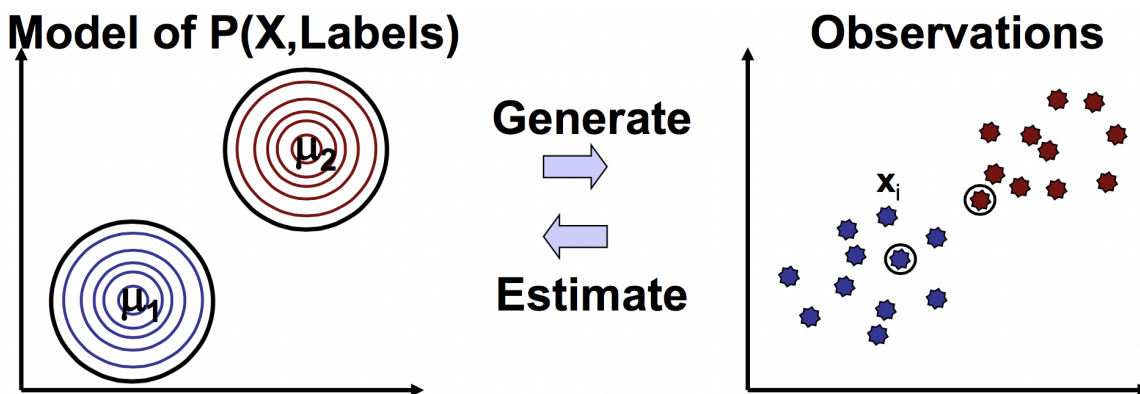 Model of P(X,Labels)
Observations
Generate
Estimate
μ2
μ1
xi